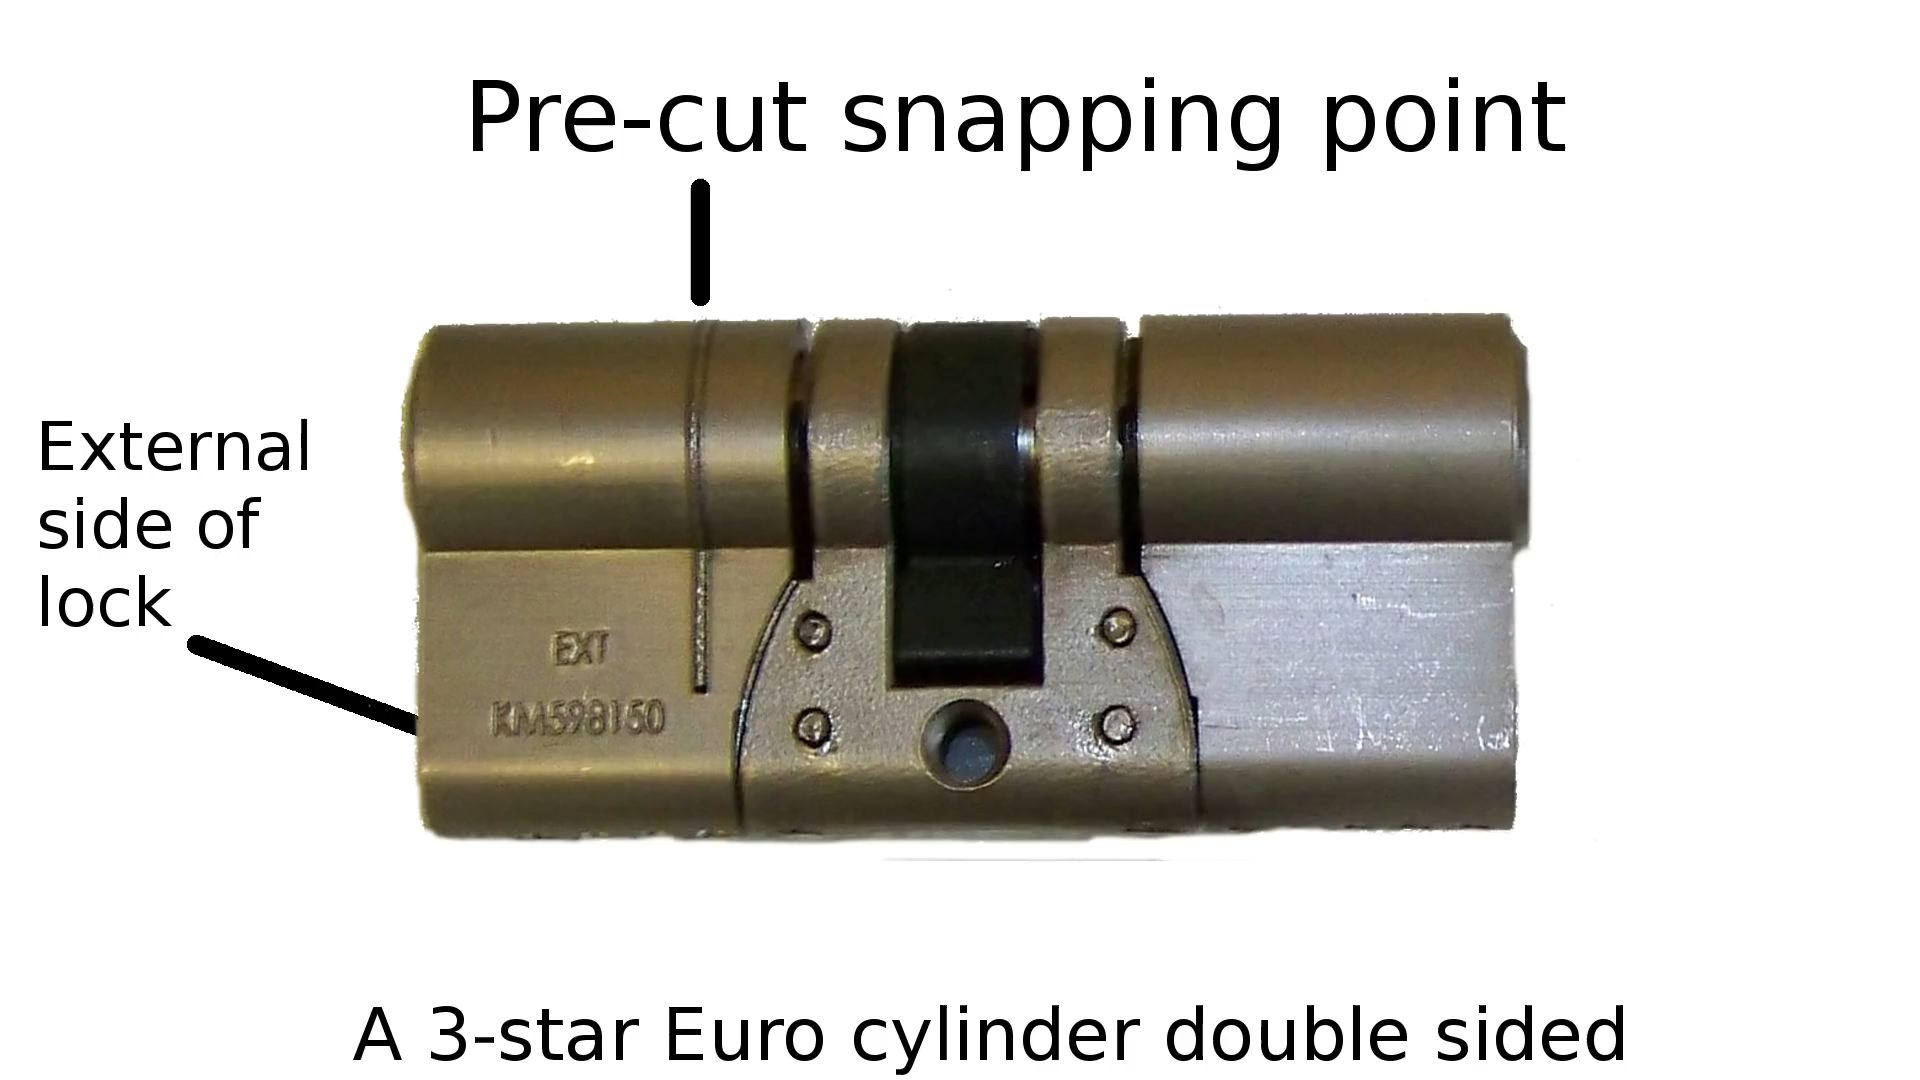 Pre-cut snapping point
External
side of
lock
EXT
KM598150
A 3-star Euro cylinder double sided